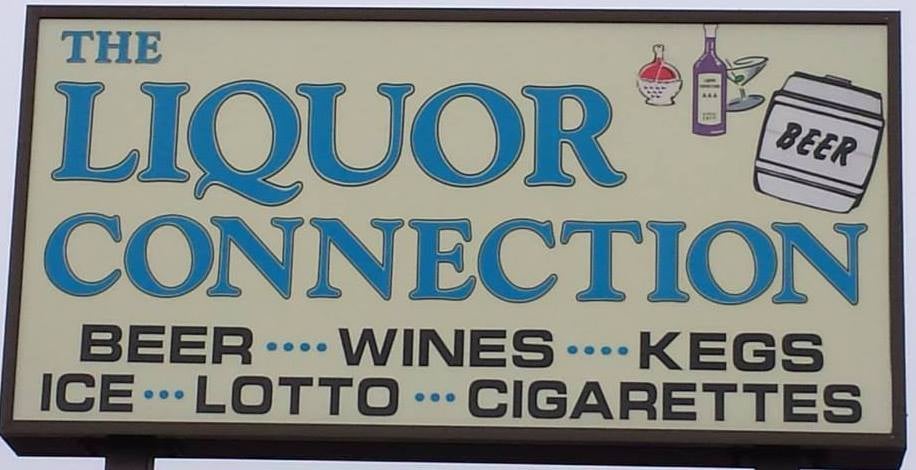 THE
LIQUOR
BEER
CONNECTION
BEER •••• WINES •••• KEGS
ICE ••• LOTTO ••• CIGARETTES